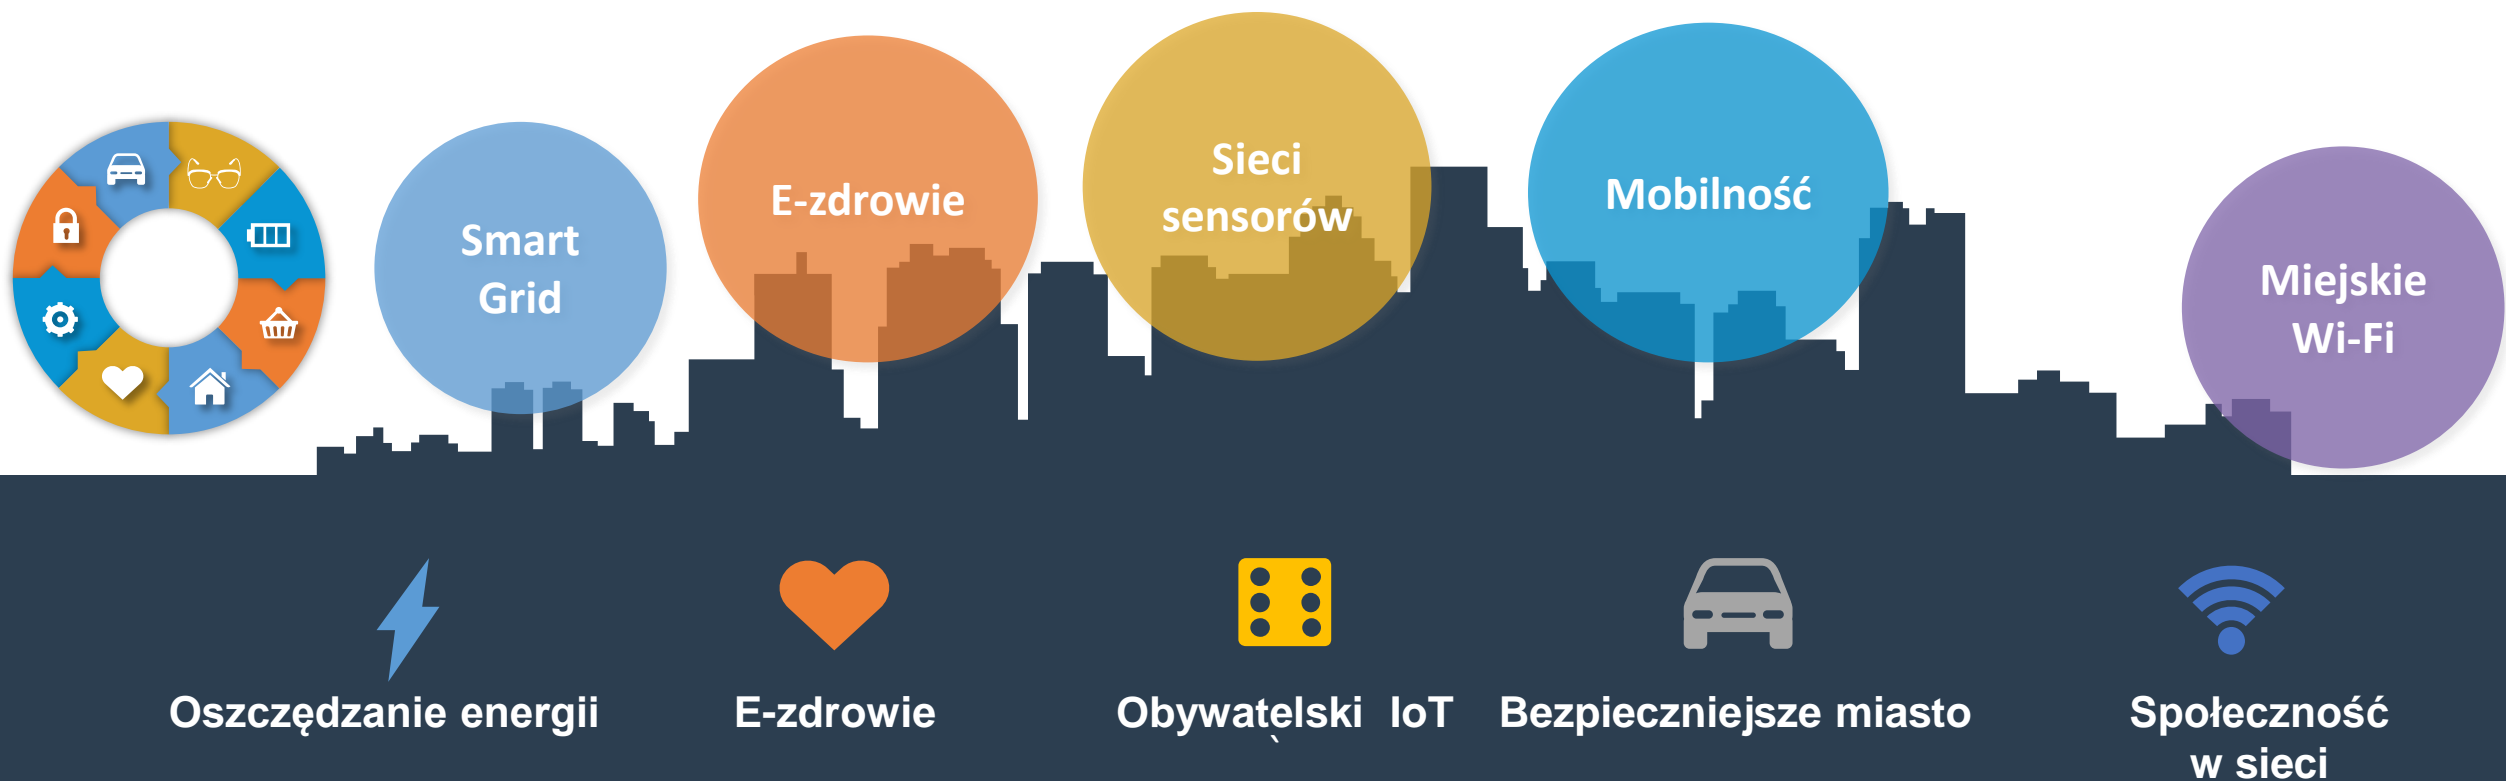 Smart
Grid
E-zdrowie
Sieci
sensorów
Mobilność
Miejskie
Wi-Fi
Oszczędzanie energii
E-zdrowie
Obywatelski IoT
`
Bezpieczniejsze miasto
Społeczność
w sieci